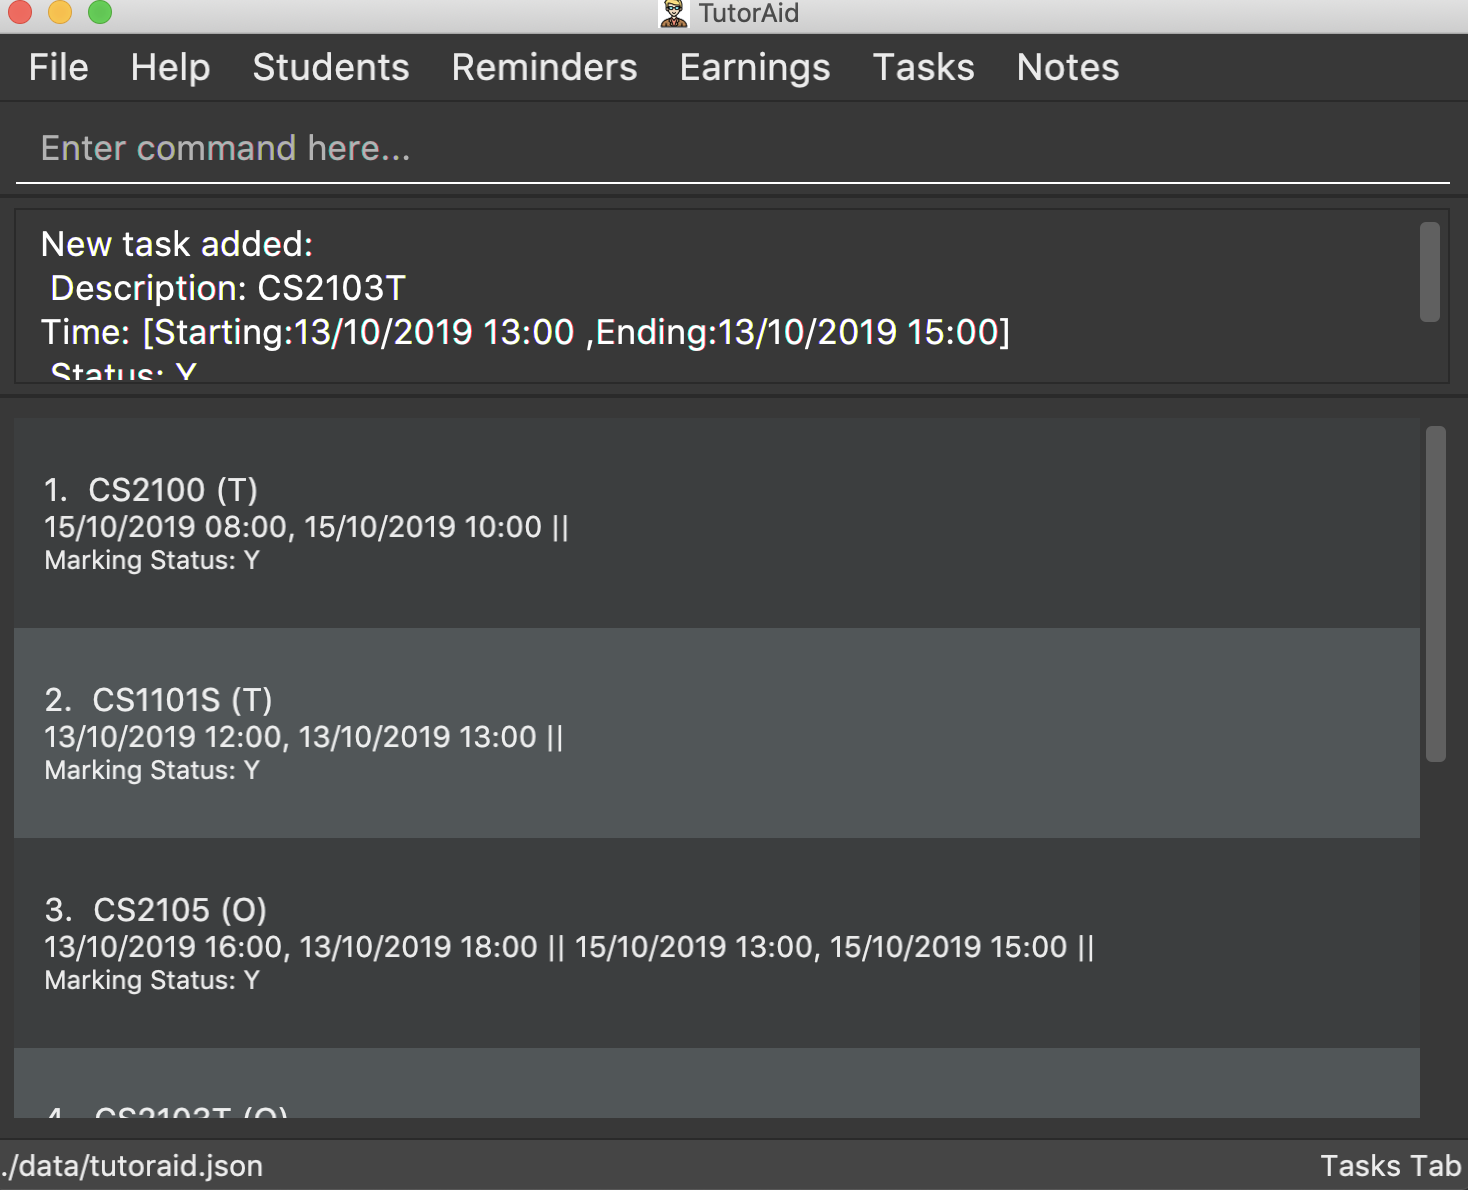 TutorAid
File Help Students Reminders Earnings Tasks Notes
Enter command here...
New task added:
Description: CS2103T
Time: [Starting:13/10/2019 13:00 ,Ending:13/10/2019 15:00]
Status: Y
1. CS2100 (T)
15/10/2019 08:00, 15/10/2019 10:00 ||
Marking Status: Y
2. CS1101S (T)
13/10/2019 12:00, 13/10/2019 13:00 ||
Marking Status: Y
3. CS2105 (O)
13/10/2019 16:00, 13/10/2019 18:00 || 15/10/2019 13:00, 15/10/2019 15:00 ||
Marking Status: Y
4. CS2103T (O)
./data/tutoraid.json
Tasks Tab